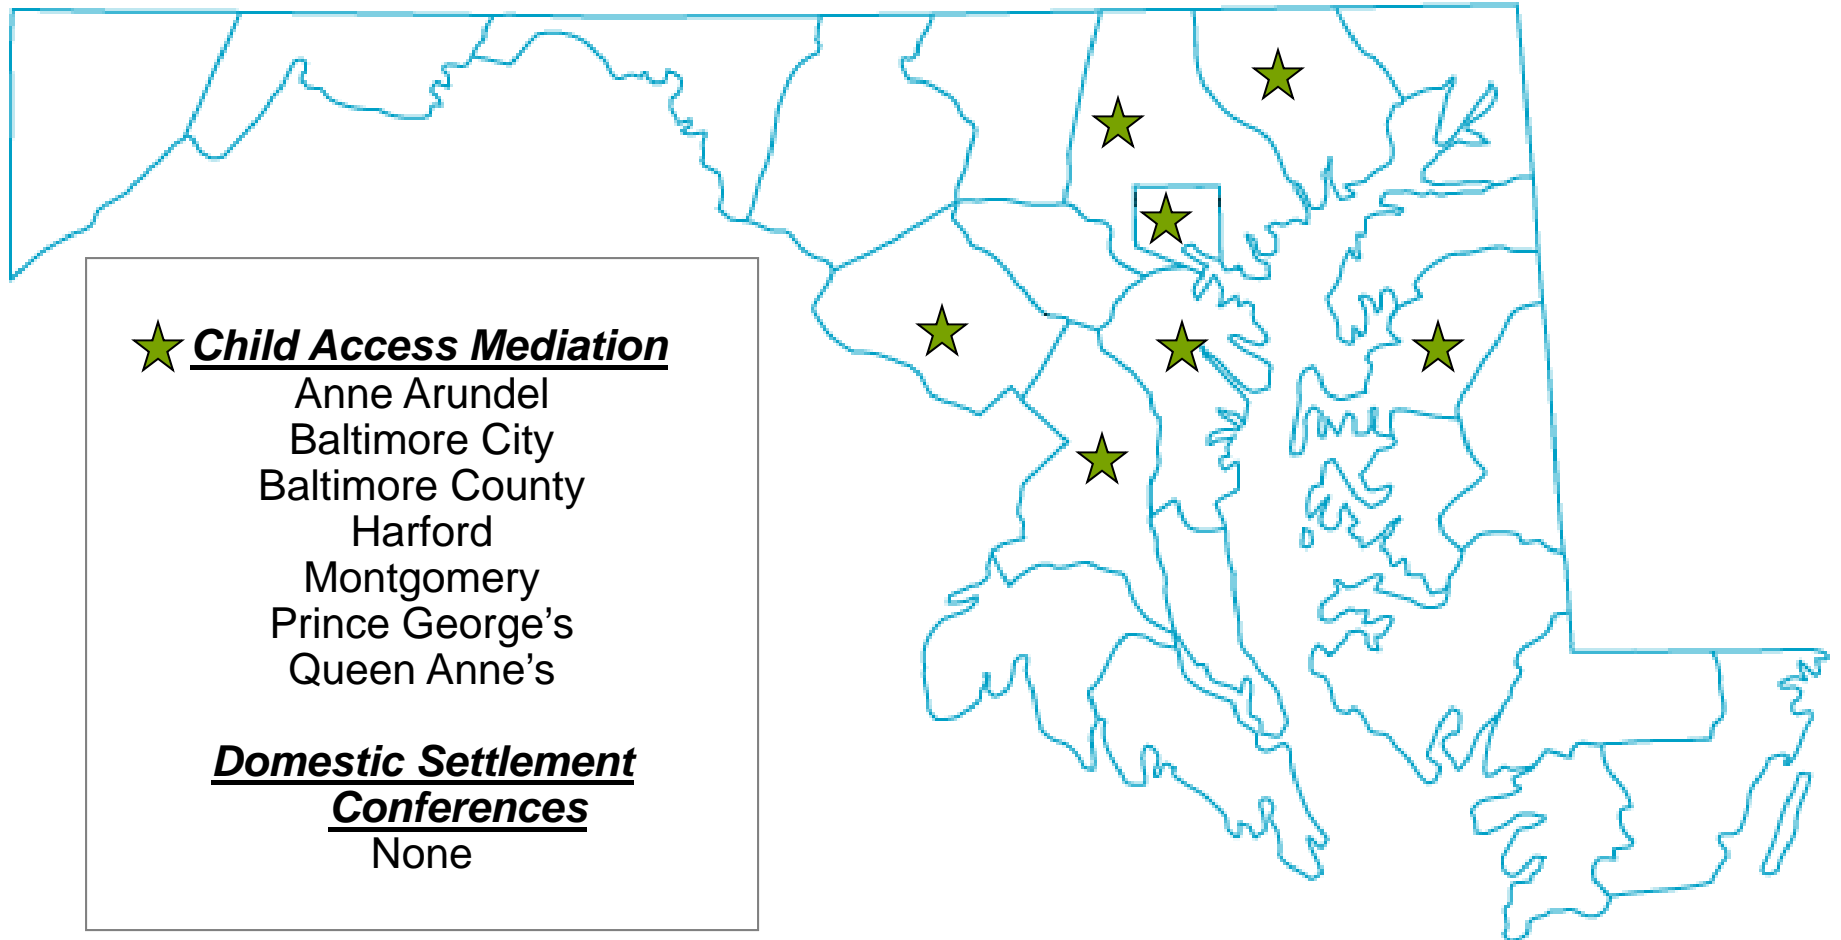 Child Access Mediation
Anne Arundel
Baltimore City
Baltimore County
Harford
Montgomery
Prince George’s
Queen Anne’s
Domestic Settlement
Conferences
None